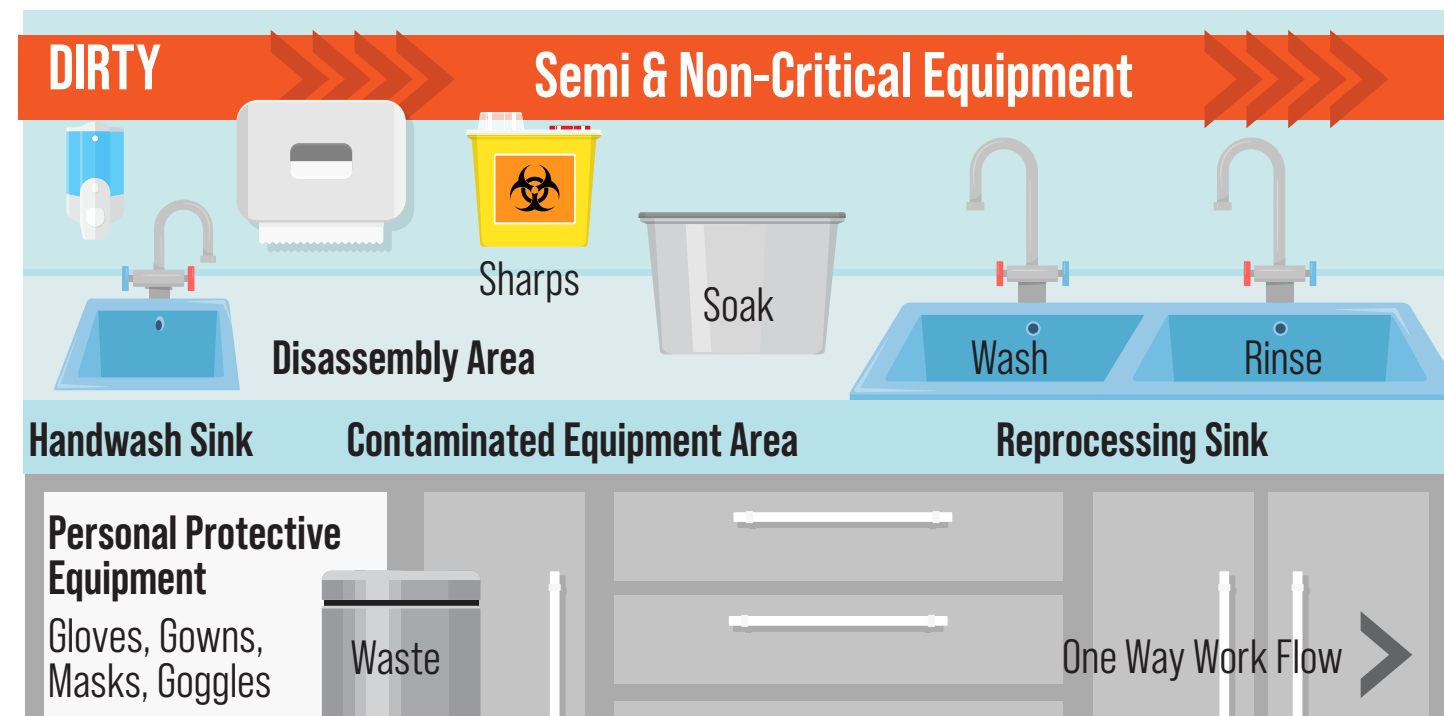 DIRTY
Semi & Non-Critical Equipment
Sharps
Soak
Disassembly Area
Wash
Rinse
Handwash Sink
Contaminated Equipment Area
Reprocessing Sink
Personal Protective
Equipment
Gloves, Gowns,
Masks, Goggles
Waste
One Way Work Flow